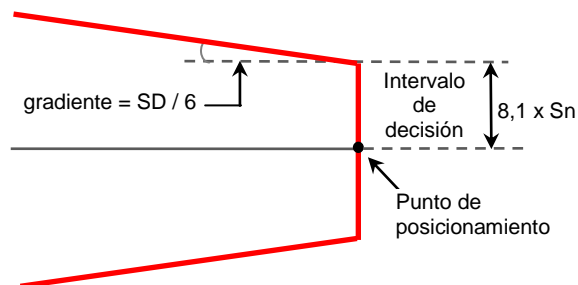 gradiente = SD / 6
Intervalo
de
decisión
8,1 x Sn
Punto de
posicionamiento